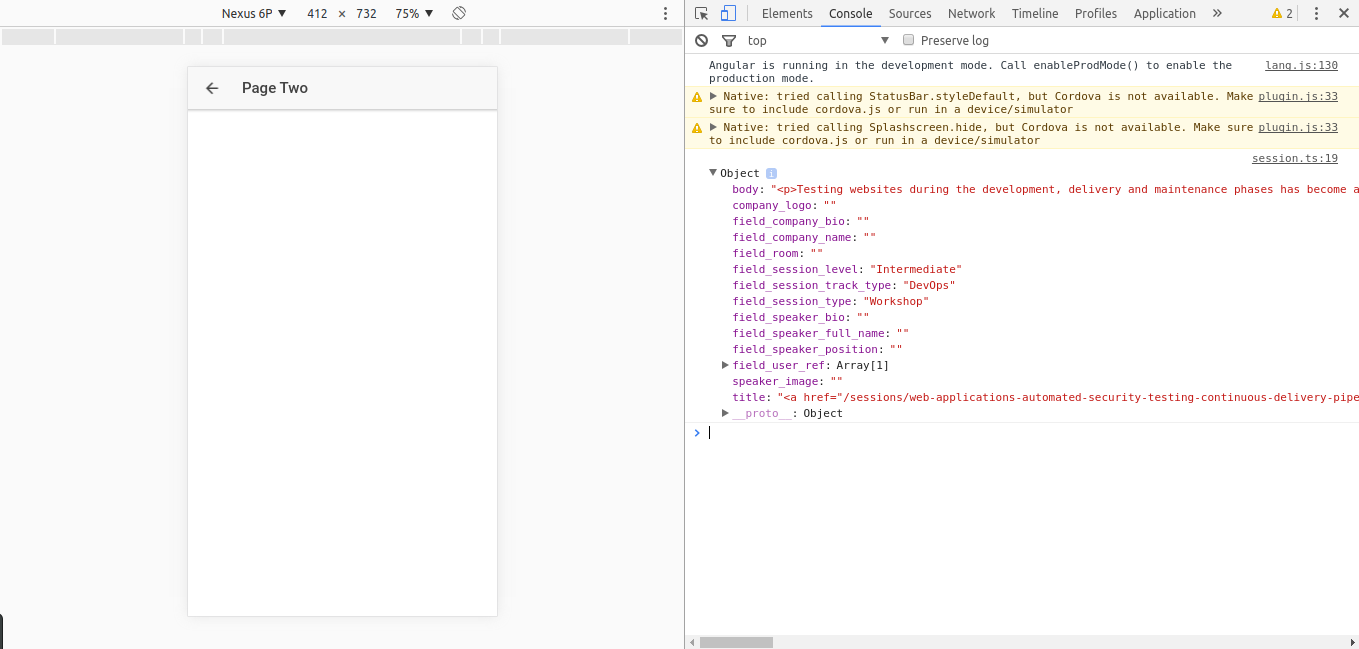 Nexus 6P ▼ 412 × 732 75% ▼
Elements Console Sources Network Timeline Profiles Application » 2
top ▼ Preserve log
Page Two
Angular is running in the development mode. Call enableProdMode() to enable the lang.js:130
production mode.
Native: tried calling StatusBar.styleDefault, but Cordova is not available. Make plugin.js:33
sure to include cordova.js or run in a device/simulator
Native: tried calling Splashscreen.hide, but Cordova is not available. Make sure plugin.js:33
to include cordova.js or run in a device/simulator
session.ts:19
Object i
body: "<p>Testing websites during the development, delivery and maintenance phases has become a
company_logo: ""
field_company_bio: ""
field_company_name: ""
field_room: ""
field_session_level: "Intermediate"
field_session_track_type: "DevOps"
field_session_type: "Workshop"
field_speaker_bio: ""
field_speaker_full_name: ""
field_speaker_position: ""
field_user_ref: Array[1]
speaker_image: ""
title: "<a href="/sessions/web-applications-automated-security-testing-continuous-delivery-pipe
__proto__: Object
>